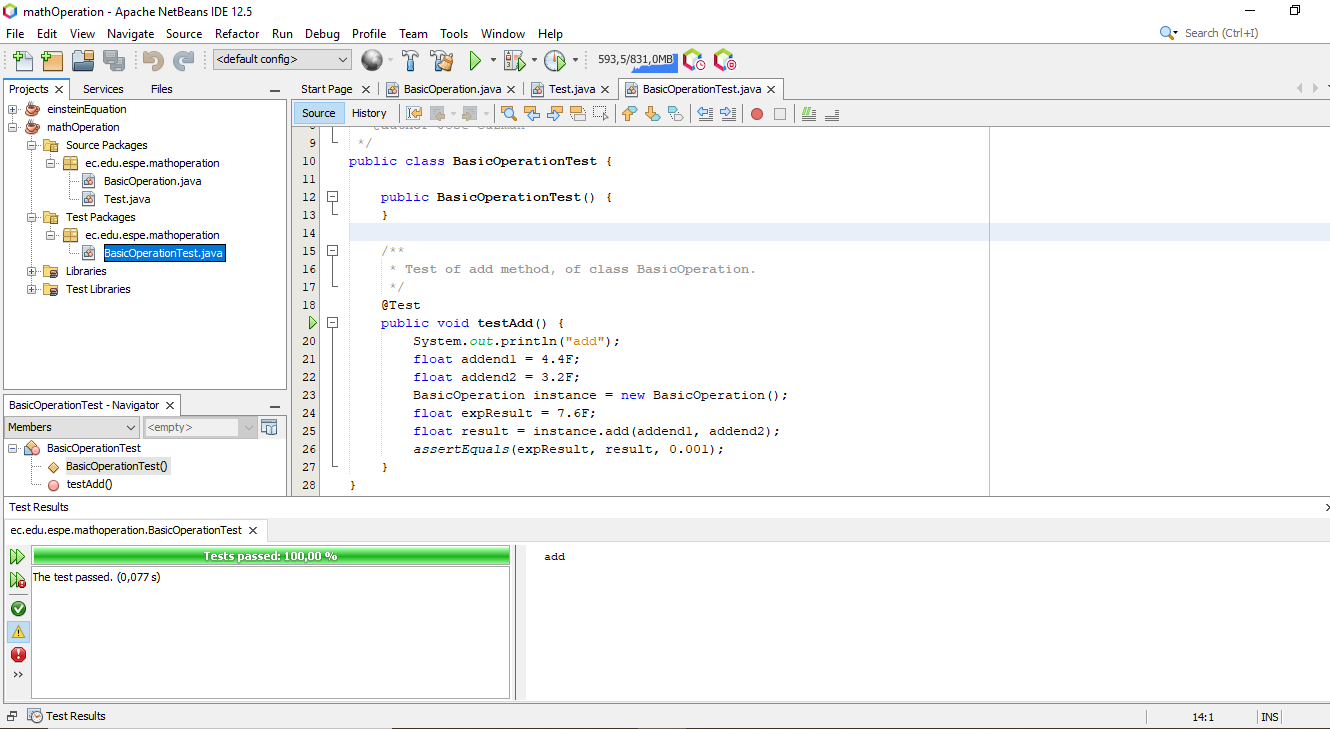 mathOperation - Apache NetBeans IDE 12.5
File Edit View Navigate Source Refactor Run Debug Profile Team Tools Window Help
Search (Ctrl+I)
<default config>
593,5/831,0MB
Projects Services Files
Start Page BasicOperation.java Test.java BasicOperationTest.java
Source History
einsteinEquation
mathOperation
Source Packages
ec.edu.espe.mathoperation
BasicOperation.java
Test.java
Test Packages
ec.edu.espe.mathoperation
BasicOperationTest.java
Libraries
Test Libraries
9 */
10 public class BasicOperationTest {
11
12 public BasicOperationTest() {
13 }
14
15 /**
16 * Test of add method, of class BasicOperation.
17 */
18 @Test
public void testAdd() {
20 System.out.println("add");
21 float addend1 = 4.4F;
22 float addend2 = 3.2F;
23 BasicOperation instance = new BasicOperation();
24 float expResult = 7.6F;
25 float result = instance.add(addend1, addend2);
26 assertEquals(expResult, result, 0.001);
27 }
28 }
BasicOperationTest - Navigator
Members <empty>
BasicOperationTest
BasicOperationTest()
testAdd()
Test Results
ec.edu.espe.mathoperation.BasicOperationTest
Tests passed: 100,00 %
The test passed. (0,077 s)
add
Test Results
14:1 INS